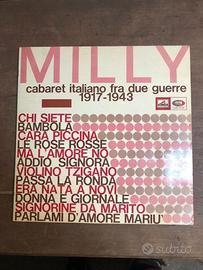 MILLY
cabaret italiano fra due guerre
1917-1943
CHI SIETE
BAMBOLA
CARA PICCINA
LE ROSE ROSSE
MA L'AMORE NO
ADDIO SIGNORA
VIOLINO TZIGANO
PASSA LA RONDA
ERA NATA A NOVI
DONNA E GIORNALE
SIGNORINE DA MARITO
PARLAMI D'AMORE MARIU'
subito